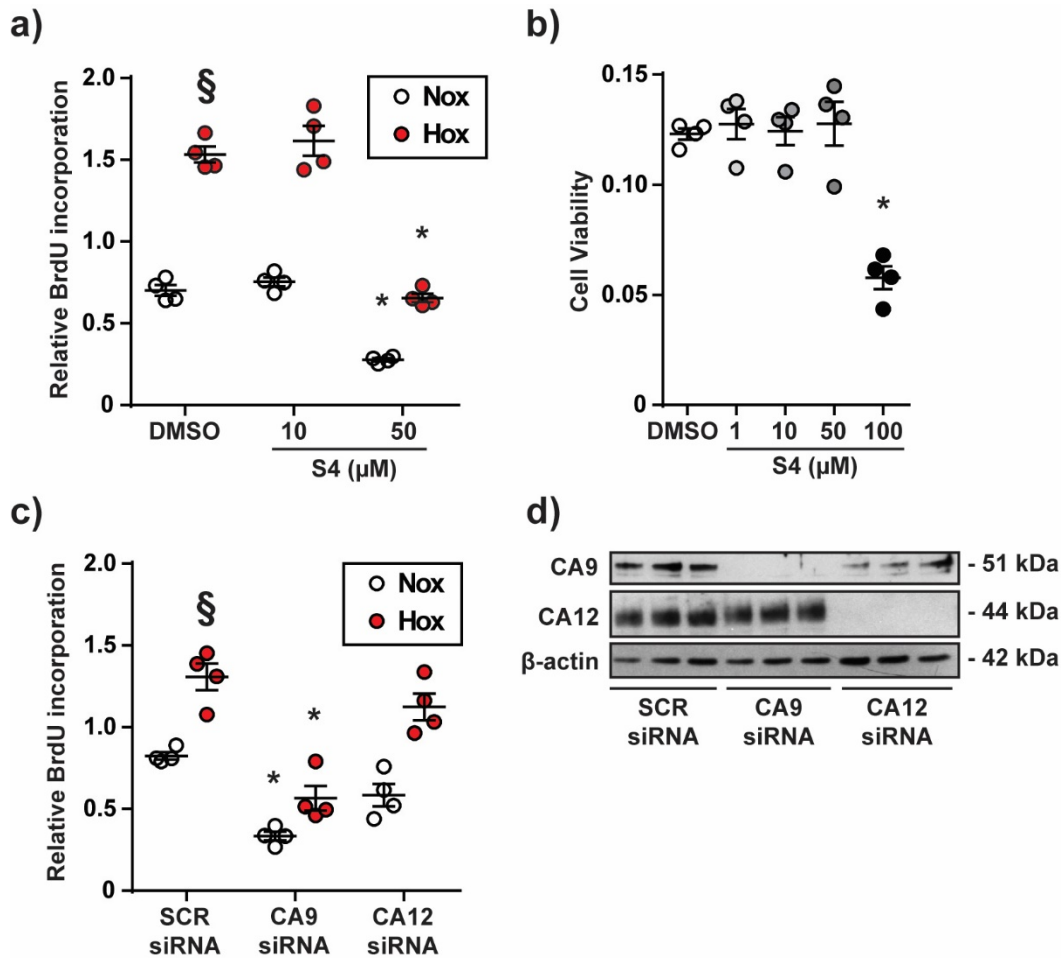 a)
Relative BrdU incorporation
2.0
1.5
1.0
0.5
0
§
*
*
Nox
Hox
DMSO
10
50
S4 (µM)
b)
Cell Viability
0.15
0.10
0.05
0
*
DMSO
1
10
50
100
S4 (µM)
c)
Relative BrdU incorporation
2.0
1.5
1.0
0.5
0
§
*
*
Nox
Hox
SCR
siRNA
CA9
siRNA
CA12
siRNA
d)
CA9
- 51 kDa
CA12
- 44 kDa
β-actin
- 42 kDa
SCR
siRNA
CA9
siRNA
CA12
siRNA